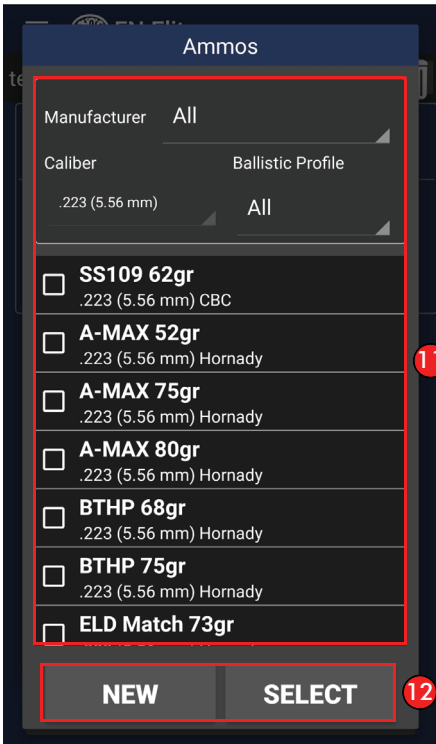 Ammos
Manufacturer All
Caliber Ballistic Profile
.223 (5.56 mm) All
SS109 62gr
.223 (5.56 mm) CBC
A-MAX 52gr
.223 (5.56 mm) Hornady
A-MAX 75gr
.223 (5.56 mm) Hornady
A-MAX 80gr
.223 (5.56 mm) Hornady
BTHP 68gr
.223 (5.56 mm) Hornady
BTHP 75gr
.223 (5.56 mm) Hornady
ELD Match 73gr
NEW SELECT
11
12